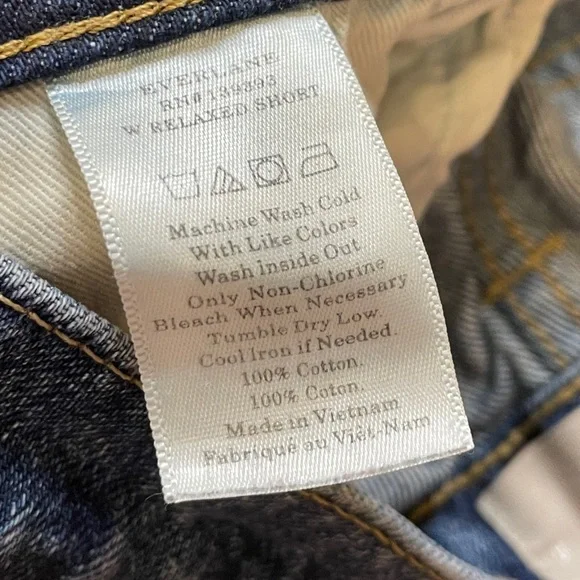 EVERLANE
RN# 139393
W RELAXED SHORT
Machine Wash Cold
With Like Colors
Wash Inside Out
Only Non-Chlorine
Bleach When Necessary
Tumble Dry Low.
Cool Iron if Needed.
100% Cotton.
100% Coton.
Made in Vietnam
Fabriqué au Viêt-Nam